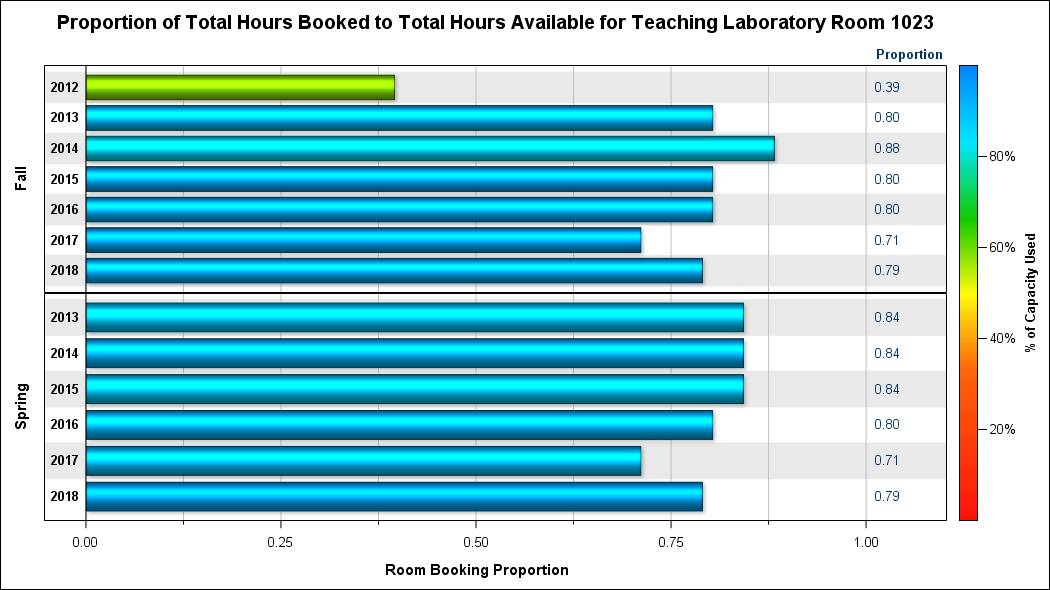 Proportion of Total Hours Booked to Total Hours Available for Teaching Laboratory Room 1023
Proportion
Fall
2012 0.39
2013 0.80
2014 0.88
2015 0.80
2016 0.80
2017 0.71
2018 0.79
Spring
2013 0.84
2014 0.84
2015 0.84
2016 0.80
2017 0.71
2018 0.79
0.00 0.25 0.50 0.75 1.00
Room Booking Proportion
80%
60%
40%
20%
% of Capacity Used